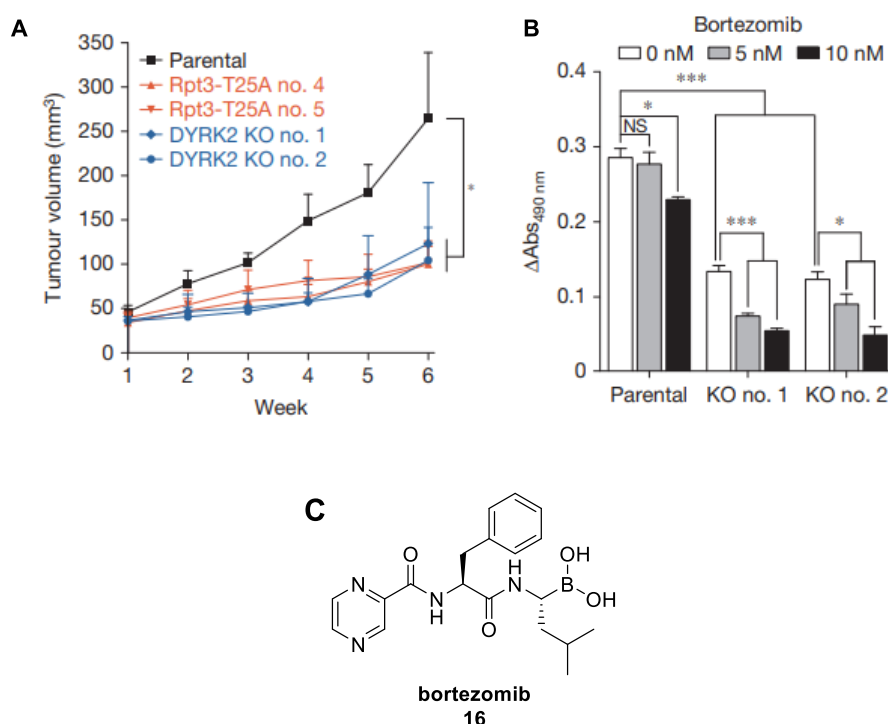 A
350
300
250
200
150
100
50
0
Tumour volume (mm³)
Parental
Rpt3-T25A no. 4
Rpt3-T25A no. 5
DYRK2 KO no. 1
DYRK2 KO no. 2
*
1 2 3 4 5 6
Week
B
Bortezomib
0 nM 5 nM 10 nM
0.4
0.3
0.2
0.1
0
ΔAbs490 nm
***
*
NS
***
*
Parental KO no. 1 KO no. 2
C
O
OH
H
N
N
B
OH
N
H
O
N
bortezomib
16